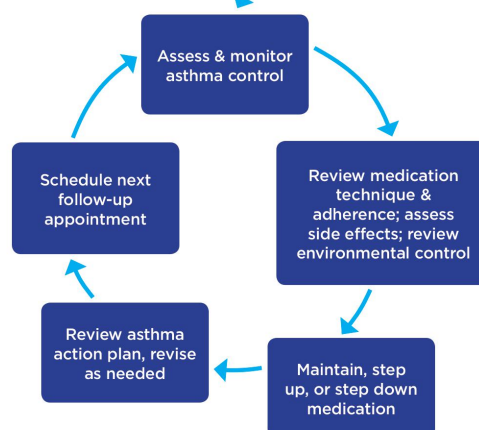 Assess & monitor
asthma control
Review medication
technique &
adherence; assess
side effects; review
environmental control
Maintain, step
up, or step down
medication
Review asthma
action plan, revise
as needed
Schedule next
follow-up
appointment